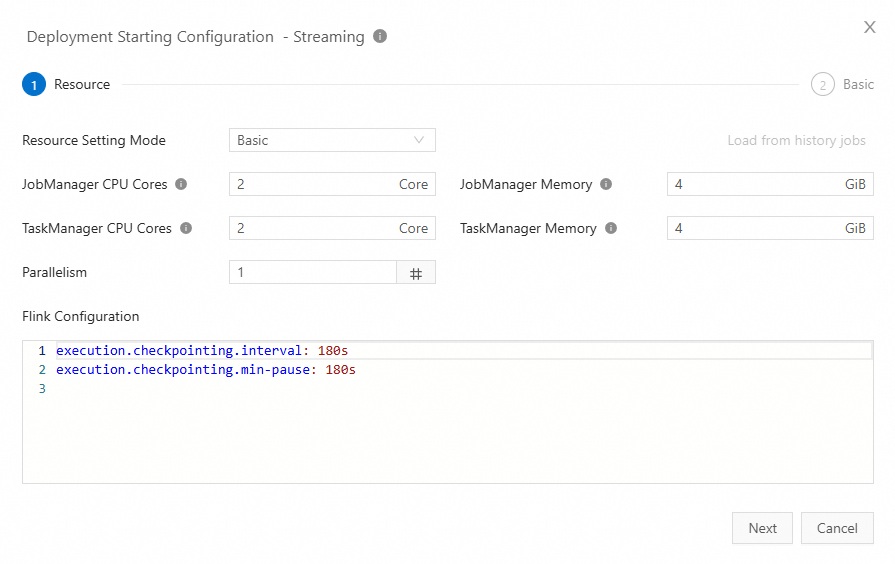 Deployment Starting Configuration - Streaming
X
1 Resource
2 Basic
Resource Setting Mode
Basic
Load from history jobs
JobManager CPU Cores
2 Core
JobManager Memory
4 GiB
TaskManager CPU Cores
2 Core
TaskManager Memory
4 GiB
Parallelism
1 #
Flink Configuration
1 execution.checkpointing.interval: 180s
2 execution.checkpointing.min-pause: 180s
3
Next
Cancel